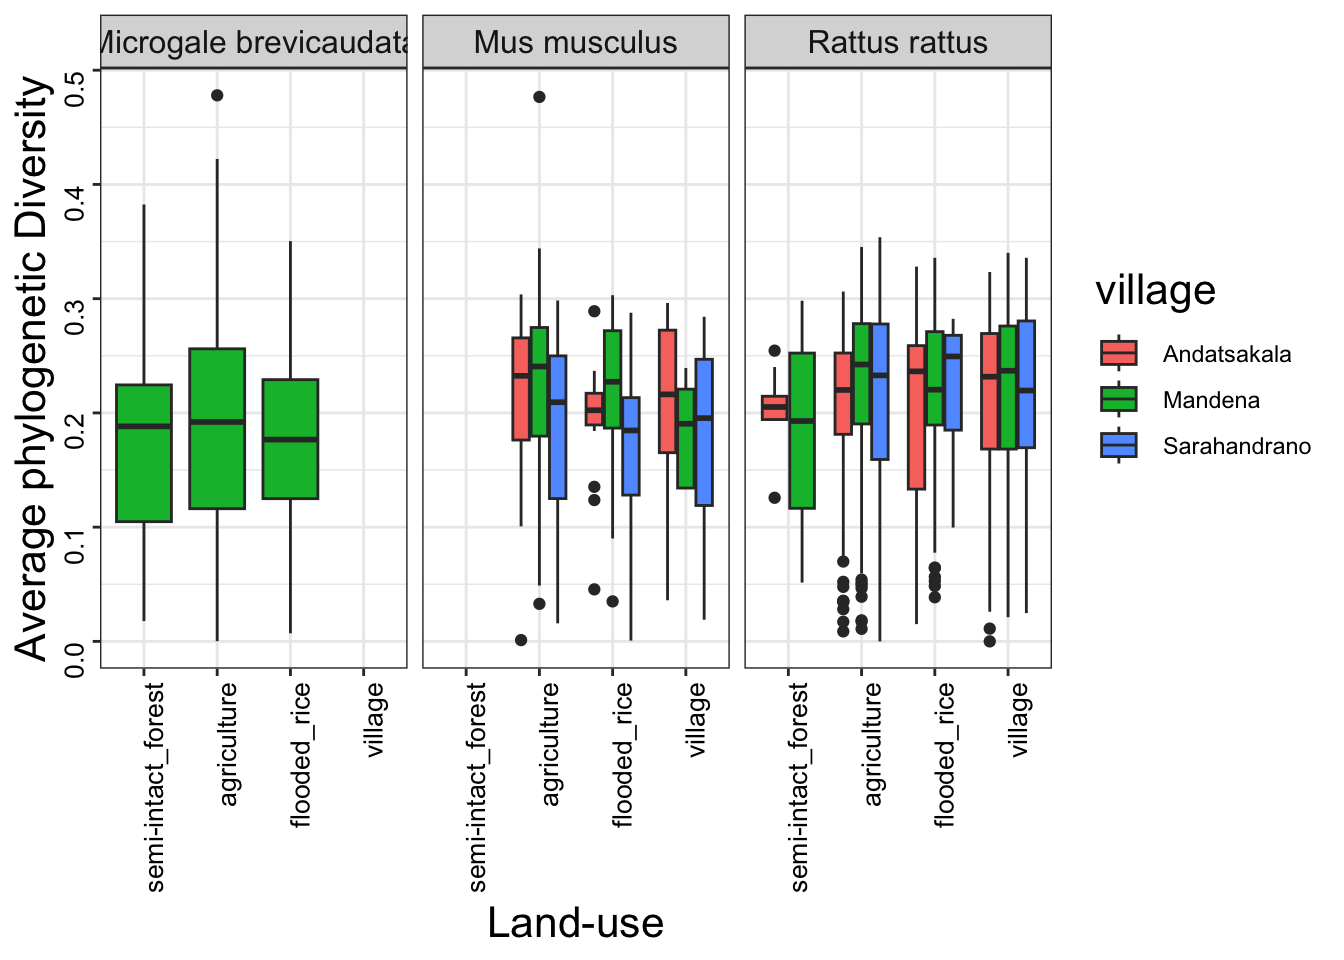 Microgale brevicaudata
Mus musculus
Rattus rattus
Average phylogenetic Diversity
0.5
0.4
0.3
0.2
0.1
0.0
semi-intact_forest
agriculture
flooded_rice
village
semi-intact_forest
agriculture
flooded_rice
village
semi-intact_forest
agriculture
flooded_rice
village
Land-use
village
Andatsakala
Mandena
Sarahandrano